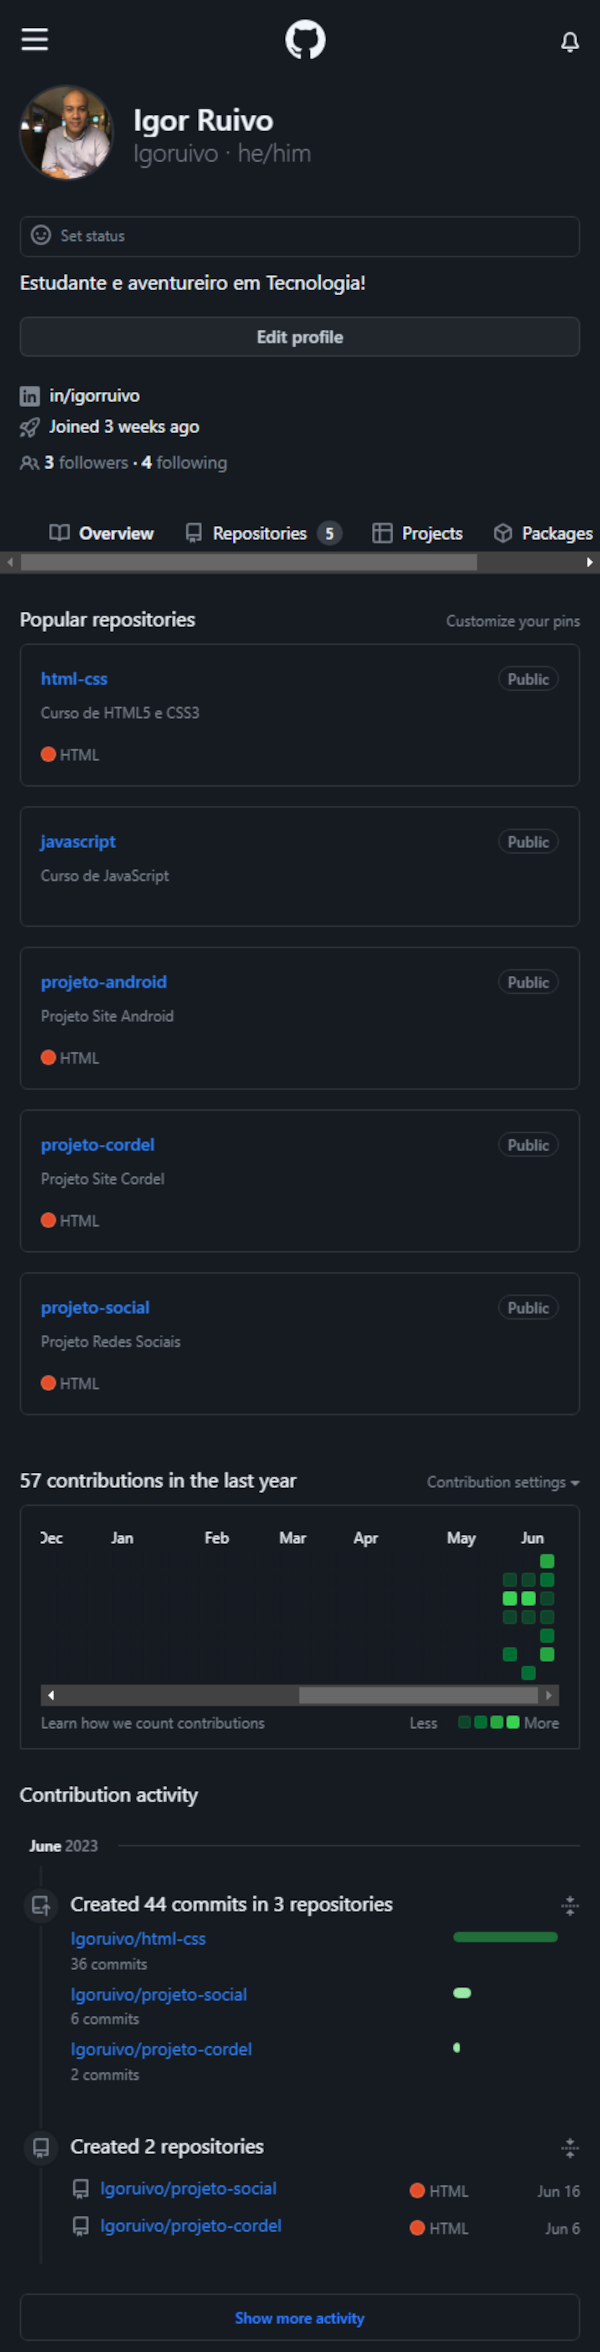 Igor Ruivo
Igoruivo · he/him
Set status
Estudante e aventureiro em Tecnologia!
Edit profile
in in/igorruivo
Joined 3 weeks ago
3 followers · 4 following
Overview Repositories 5 Projects Packages
Popular repositories Customize your pins
html-css Public
Curso de HTML5 e CSS3
HTML
javascript Public
Curso de JavaScript
projeto-android Public
Projeto Site Android
HTML
projeto-cordel Public
Projeto Site Cordel
HTML
projeto-social Public
Projeto Redes Sociais
HTML
57 contributions in the last year Contribution settings
Dec Jan Feb Mar Apr May Jun
Learn how we count contributions Less More
Contribution activity
June 2023
Created 44 commits in 3 repositories
Igoruivo/html-css
36 commits
Igoruivo/projeto-social
6 commits
Igoruivo/projeto-cordel
2 commits
Created 2 repositories
Igoruivo/projeto-social HTML Jun 16
Igoruivo/projeto-cordel HTML Jun 6
Show more activity